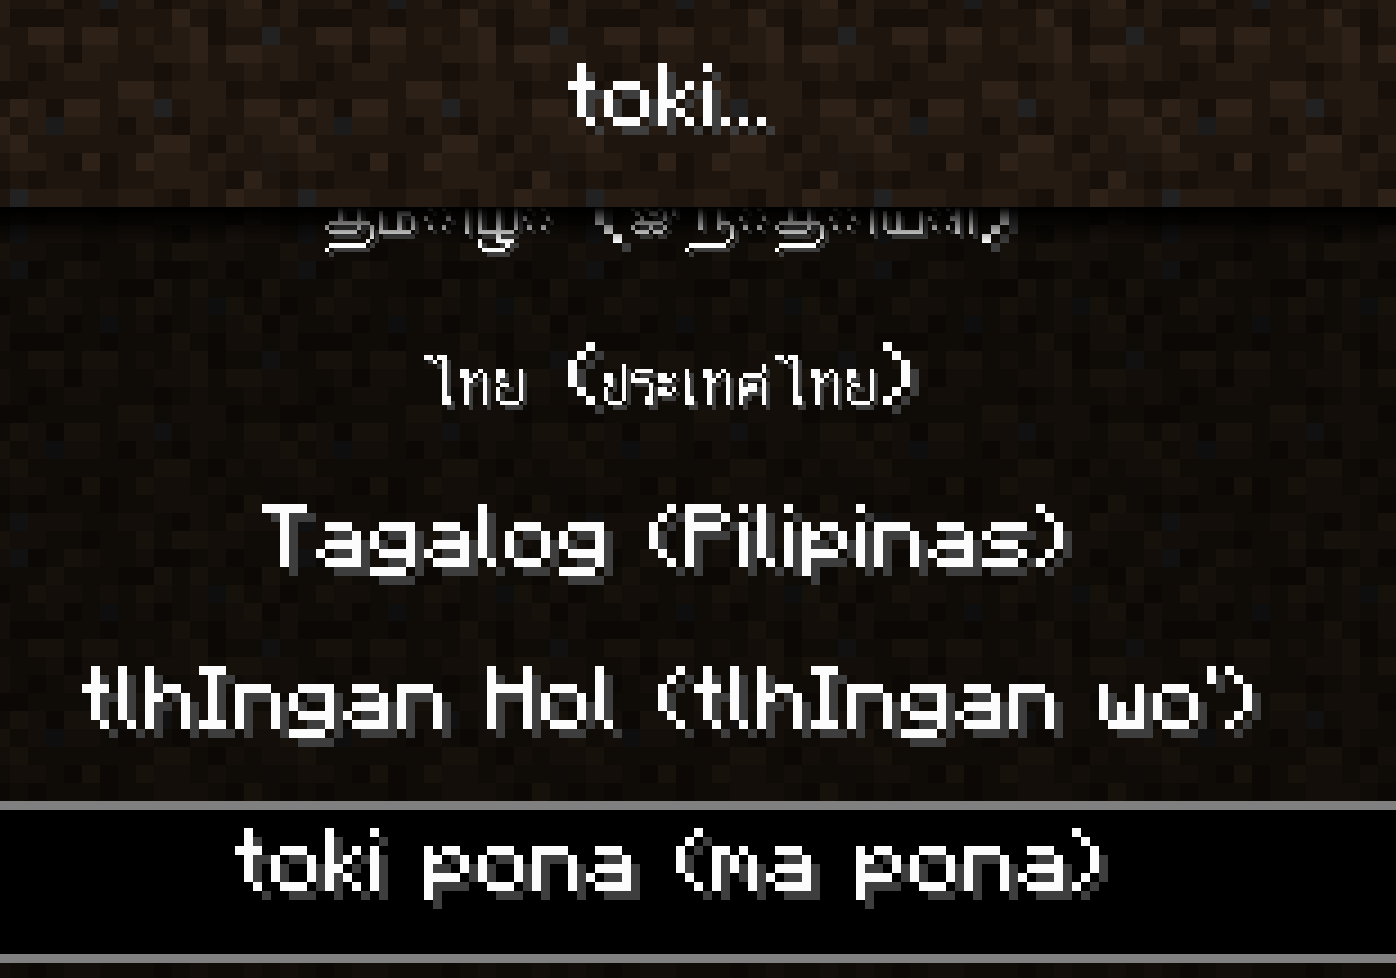 toki...
ไทย (ประเทศไทย)
Tagalog (Pilipinas)
tlhIngan Hol (tlhIngan wo')
toki pona (ma pona)